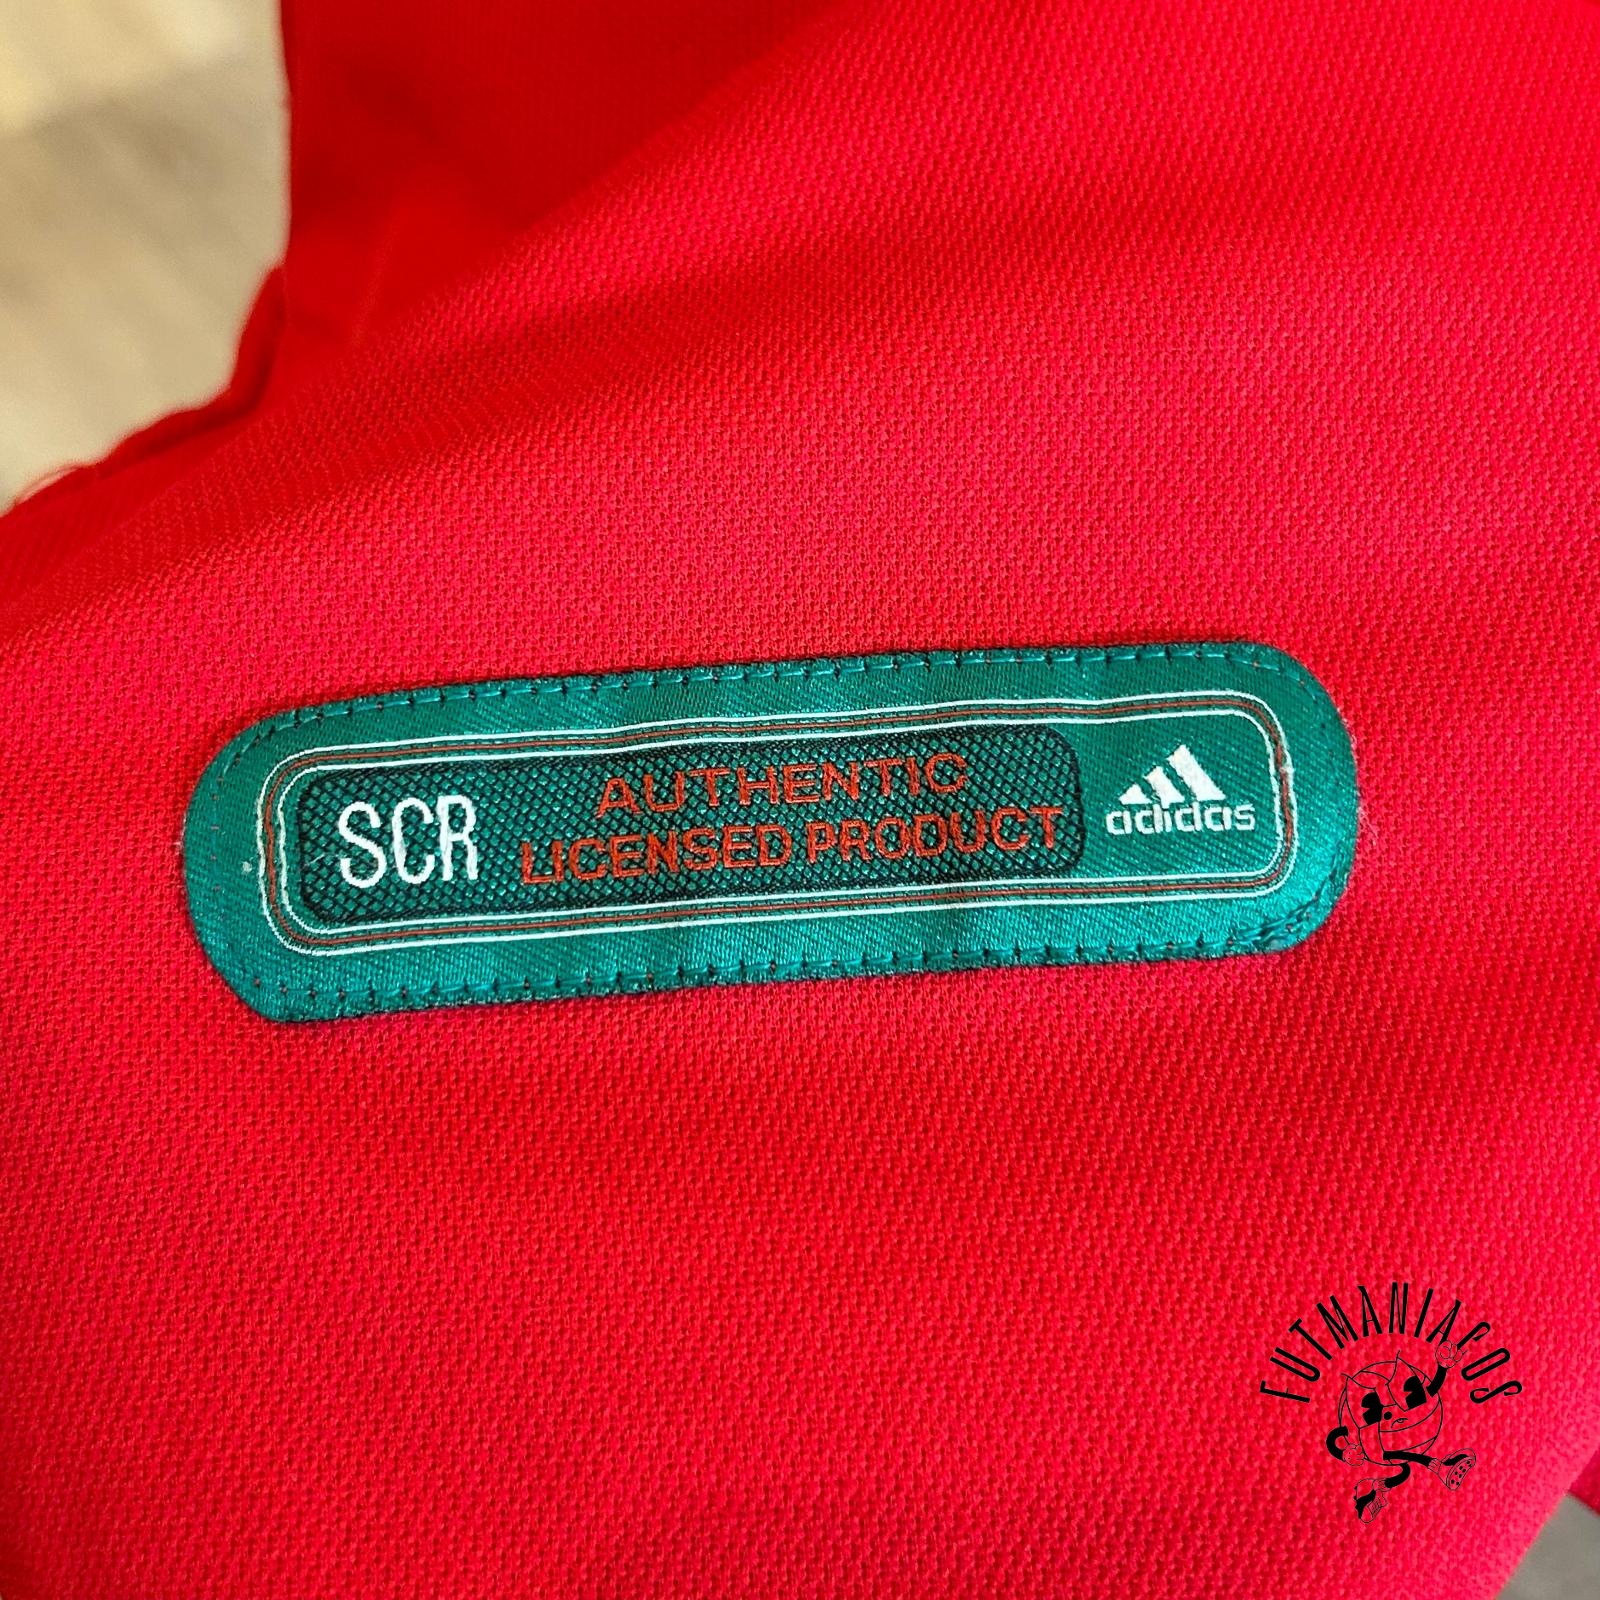 SCR
AUTHENTIC
LICENSED PRODUCT
adidas
FUTMANIACOS